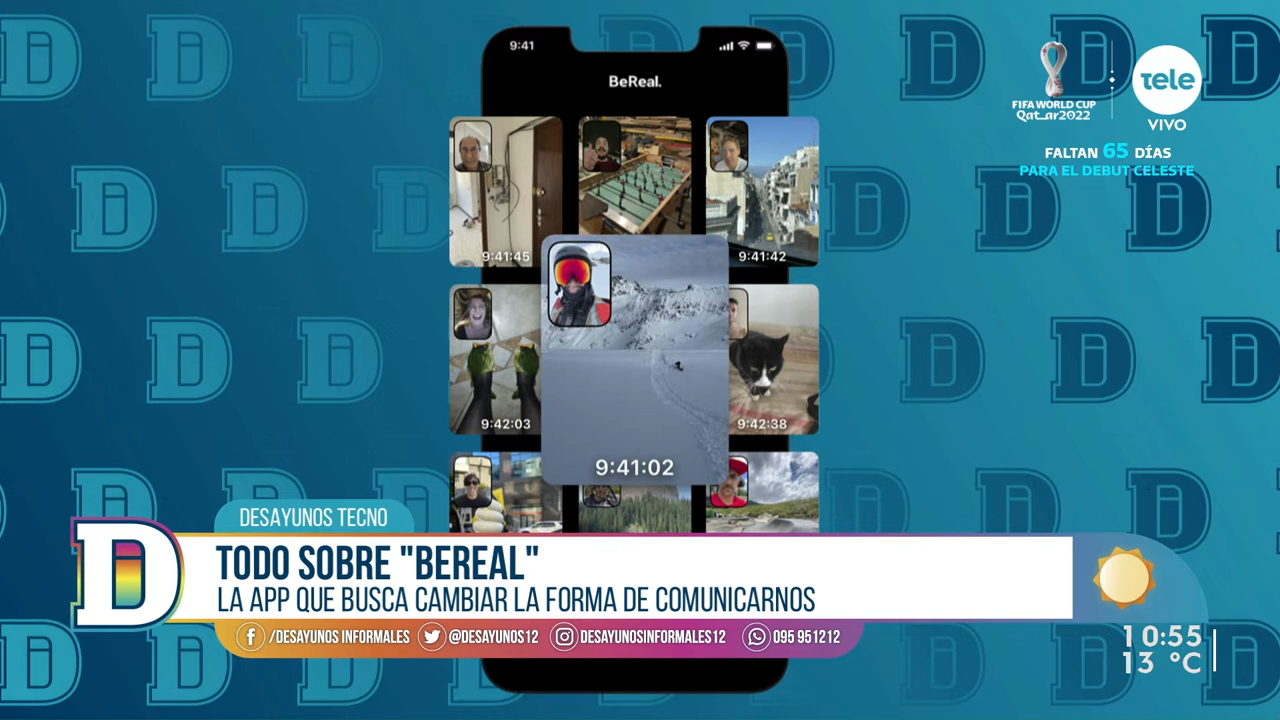 9:41
BeReal.
FIFA WORLD CUP
Qatar2022
tele
VIVO
FALTAN 65 DÍAS
PARA EL DEBUT CELESTE
9:41:45
9:41:42
9:42:03
9:42:38
9:41:02
DESAYUNOS TECNO
D
TODO SOBRE "BEREAL"
LA APP QUE BUSCA CAMBIAR LA FORMA DE COMUNICARNOS
/DESAYUNOS INFORMALES @DESAYUNOS12 DESAYUNOSINFORMALES12 095 951212
10:55
13 °C